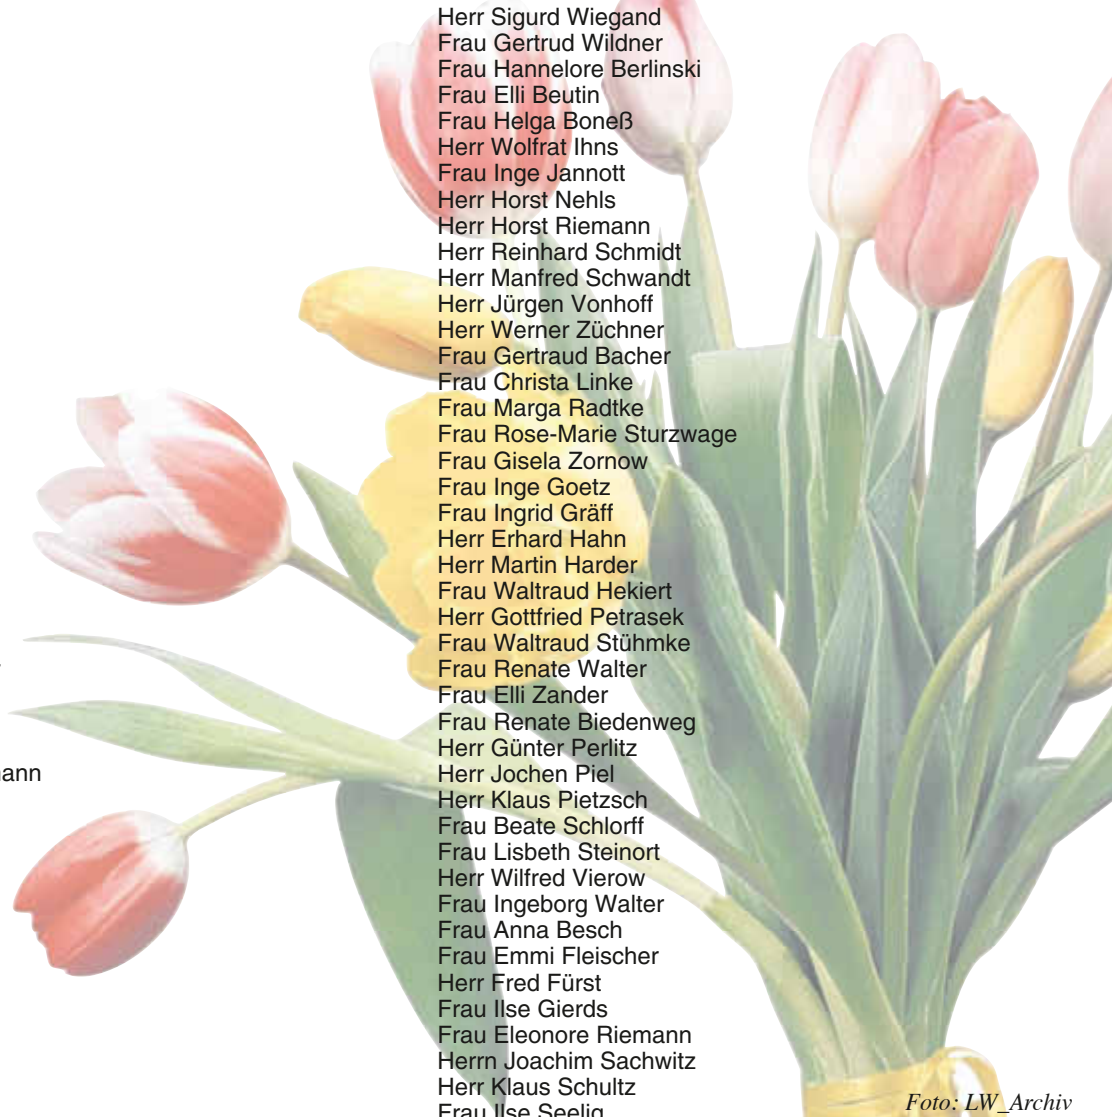 Herr Sigurd Wiegand
Frau Gertrud Wildner
Frau Hannelore Berlinski
Frau Elli Beutin
Frau Helga Boneß
Herr Wolfrat Ihns
Frau Inge Jannott
Herr Horst Nehls
Herr Horst Riemann
Herr Reinhard Schmidt
Herr Manfred Schwandt
Herr Jürgen Vonhoff
Herr Werner Züchner
Frau Gertraud Bacher
Frau Christa Linke
Frau Marga Radtke
Frau Rose-Marie Sturzwage
Frau Gisela Zornow
Frau Inge Goetz
Frau Ingrid Gräff
Herr Erhard Hahn
Herr Martin Harder
Frau Waltraud Hekiert
Herr Gottfried Petrasek
Frau Waltraud Stühmke
Frau Renate Walter
Frau Elli Zander
Frau Renate Biedenweg
Herr Günter Perlitz
Herr Jochen Piel
Herr Klaus Pietzsch
Frau Beate Schlorff
Frau Lisbeth Steinort
Herr Wilfred Vierow
Frau Ingeborg Walter
Frau Anna Besch
Frau Emmi Fleischer
Herr Fred Fürst
Frau Ilse Gierds
Frau Eleonore Riemann
Herrn Joachim Sachwitz
Herr Klaus Schultz
Frau Ilse Seelig
Foto: LW_Archiv